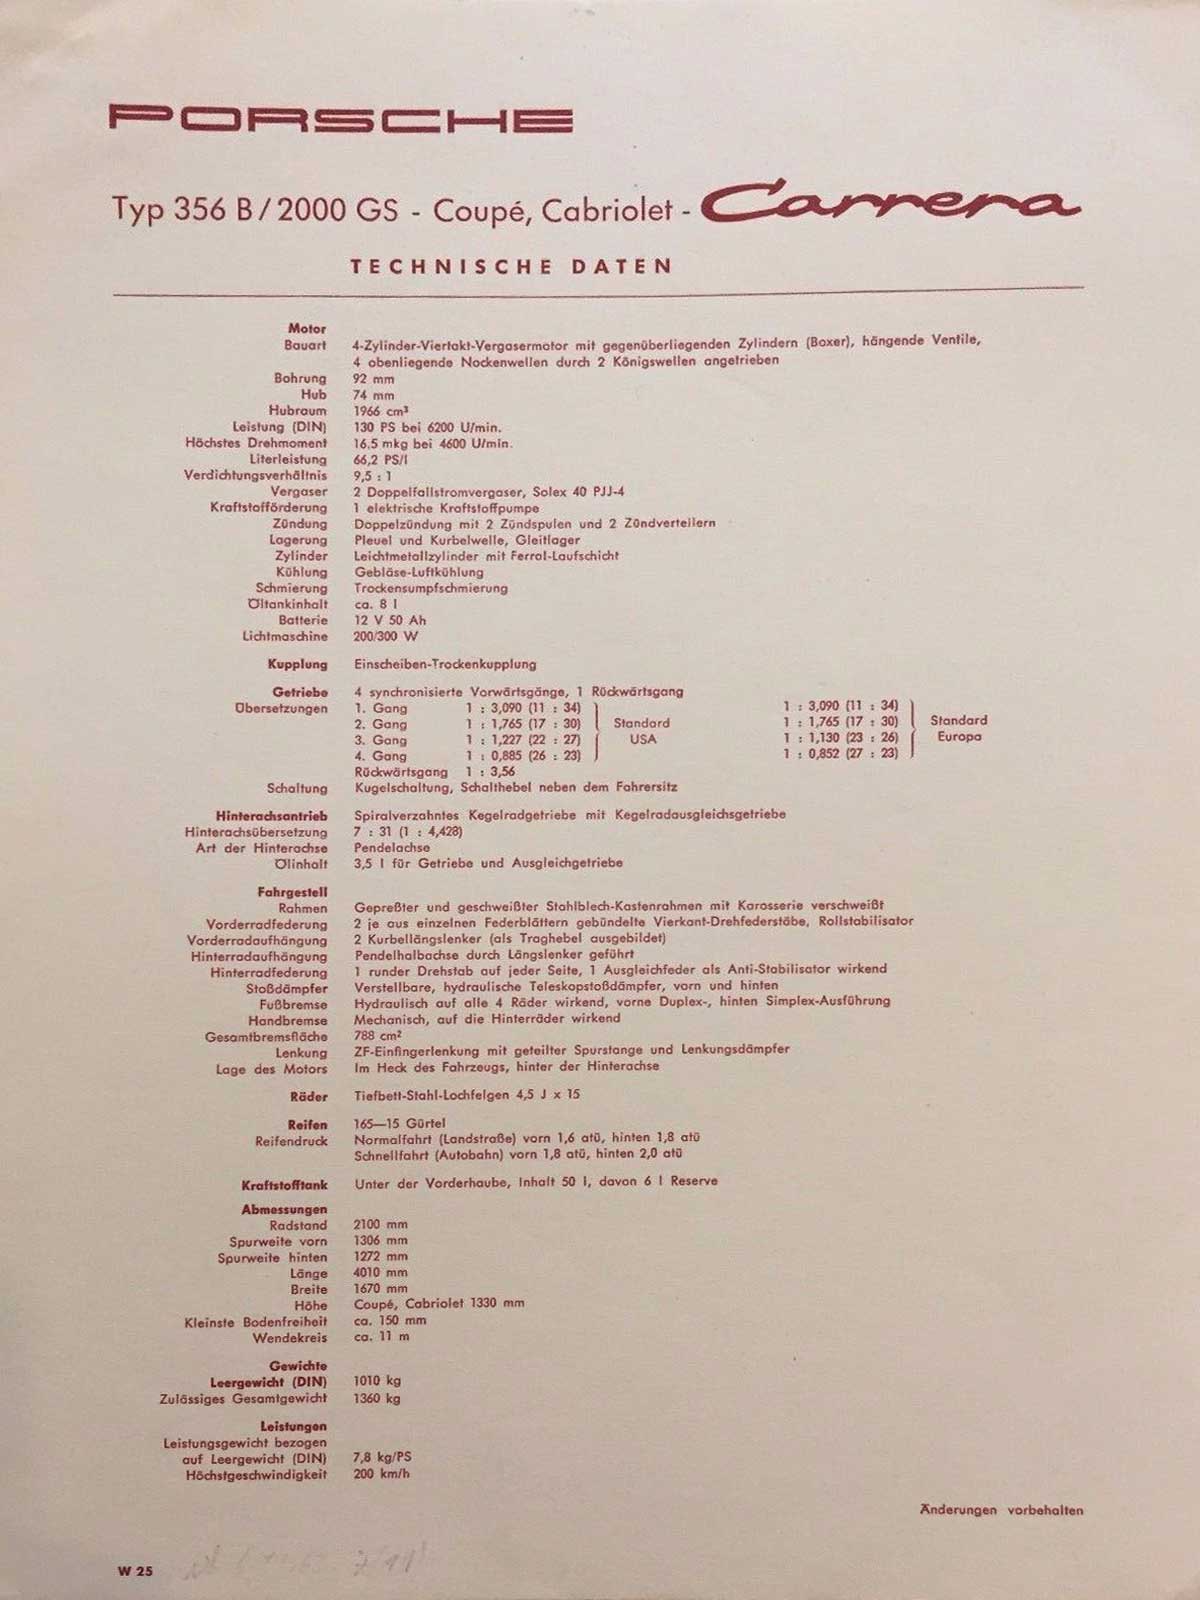 PORSCHE
Typ 356 B/2000 GS - Coupé, Cabriolet - Carrera
TECHNISCHE DATEN
Motor
Bauart 4-Zylinder-Viertakt-Vergasermotor mit gegenüberliegenden Zylindern (Boxer), hängende Ventile,
4 obenliegende Nockenwellen durch 2 Königswellen angetrieben
Bohrung 92 mm
Hub 74 mm
Hubraum 1966 cm³
Leistung (DIN) 130 PS bei 6200 U/min.
Höchstes Drehmoment 16,5 mkg bei 4600 U/min.
Literleistung 66,2 PS/l
Verdichtungsverhältnis 9,5 : 1
Vergaser 2 Doppelfallstromvergaser, Solex 40 PJJ-4
Kraftstofförderung 1 elektrische Kraftstoffpumpe
Zündung Doppelzündung mit 2 Zündspulen und 2 Zündverteilern
Lagerung Pleuel und Kurbelwelle, Gleitlager
Zylinder Leichtmetallzylinder mit Ferral-Laufschicht
Kühlung Gebläse-Luftkühlung
Schmierung Trockensumpfschmierung
Öltankinhalt ca. 8 l
Batterie 12 V 50 Ah
Lichtmaschine 200/300 W
Kupplung Einscheiben-Trockenkupplung
Getriebe 4 synchronisierte Vorwärtsgänge, 1 Rückwärtsgang
Übersetzungen 1. Gang 1 : 3,090 (11 : 34) 1 : 3,090 (11 : 34)
2. Gang 1 : 1,765 (17 : 30) Standard 1 : 1,765 (17 : 30) Standard
3. Gang 1 : 1,227 (22 : 27) USA 1 : 1,130 (23 : 26) Europa
4. Gang 1 : 0,885 (26 : 23) 1 : 0,852 (27 : 23)
Rückwärtsgang 1 : 3,56
Schaltung Kugelschaltung, Schalthebel neben dem Fahrersitz
Hinterachsantrieb Spiralverzahntes Kegelradgetriebe mit Kegelradausgleichsgetriebe
Hinterachsübersetzung 7 : 31 (1 : 4,428)
Art der Hinterachse Pendelachse
Ölinhalt 3,5 l für Getriebe und Ausgleichgetriebe
Fahrgestell
Rahmen Gepreßter und geschweißter Stahlblech-Kastenrahmen mit Karosserie verschweißt
Vorderradfederung 2 je aus einzelnen Federblättern gebündelte Vierkant-Drehfederstäbe, Rollstabilisator
Vorderradaufhängung 2 Kurbellängslenker (als Traghebel ausgebildet)
Hinterradaufhängung Pendelhalbachse durch Längslenker geführt
Hinterradfederung 1 runder Drehstab auf jeder Seite, 1 Ausgleichfeder als Anti-Stabilisator wirkend
Stoßdämpfer Verstellbare, hydraulische Teleskopstoßdämpfer, vorn und hinten
Fußbremse Hydraulisch auf alle 4 Räder wirkend, vorne Duplex-, hinten Simplex-Ausführung
Handbremse Mechanisch, auf die Hinterräder wirkend
Gesamtbremsfläche 788 cm²
Lenkung ZF-Einfingerlenkung mit geteilter Spurstange und Lenkungsdämpfer
Lage des Motors Im Heck des Fahrzeugs, hinter der Hinterachse
Räder Tiefbett-Stahl-Lochfelgen 4,5 J x 15
Reifen 165—15 Gürtel
Reifendruck Normalfahrt (Landstraße) vorn 1,6 atü, hinten 1,8 atü
Schnellfahrt (Autobahn) vorn 1,8 atü, hinten 2,0 atü
Kraftstofftank Unter der Vorderhaube, Inhalt 50 l, davon 6 l Reserve
Abmessungen
Radstand 2100 mm
Spurweite vorn 1306 mm
Spurweite hinten 1272 mm
Länge 4010 mm
Breite 1670 mm
Höhe Coupé, Cabriolet 1330 mm
Kleinste Bodenfreiheit ca. 150 mm
Wendekreis ca. 11 m
Gewichte
Leergewicht (DIN) 1010 kg
Zulässiges Gesamtgewicht 1360 kg
Leistungen
Leistungsgewicht bezogen
auf Leergewicht (DIN) 7,8 kg/PS
Höchstgeschwindigkeit 200 km/h
Änderungen vorbehalten
W 25